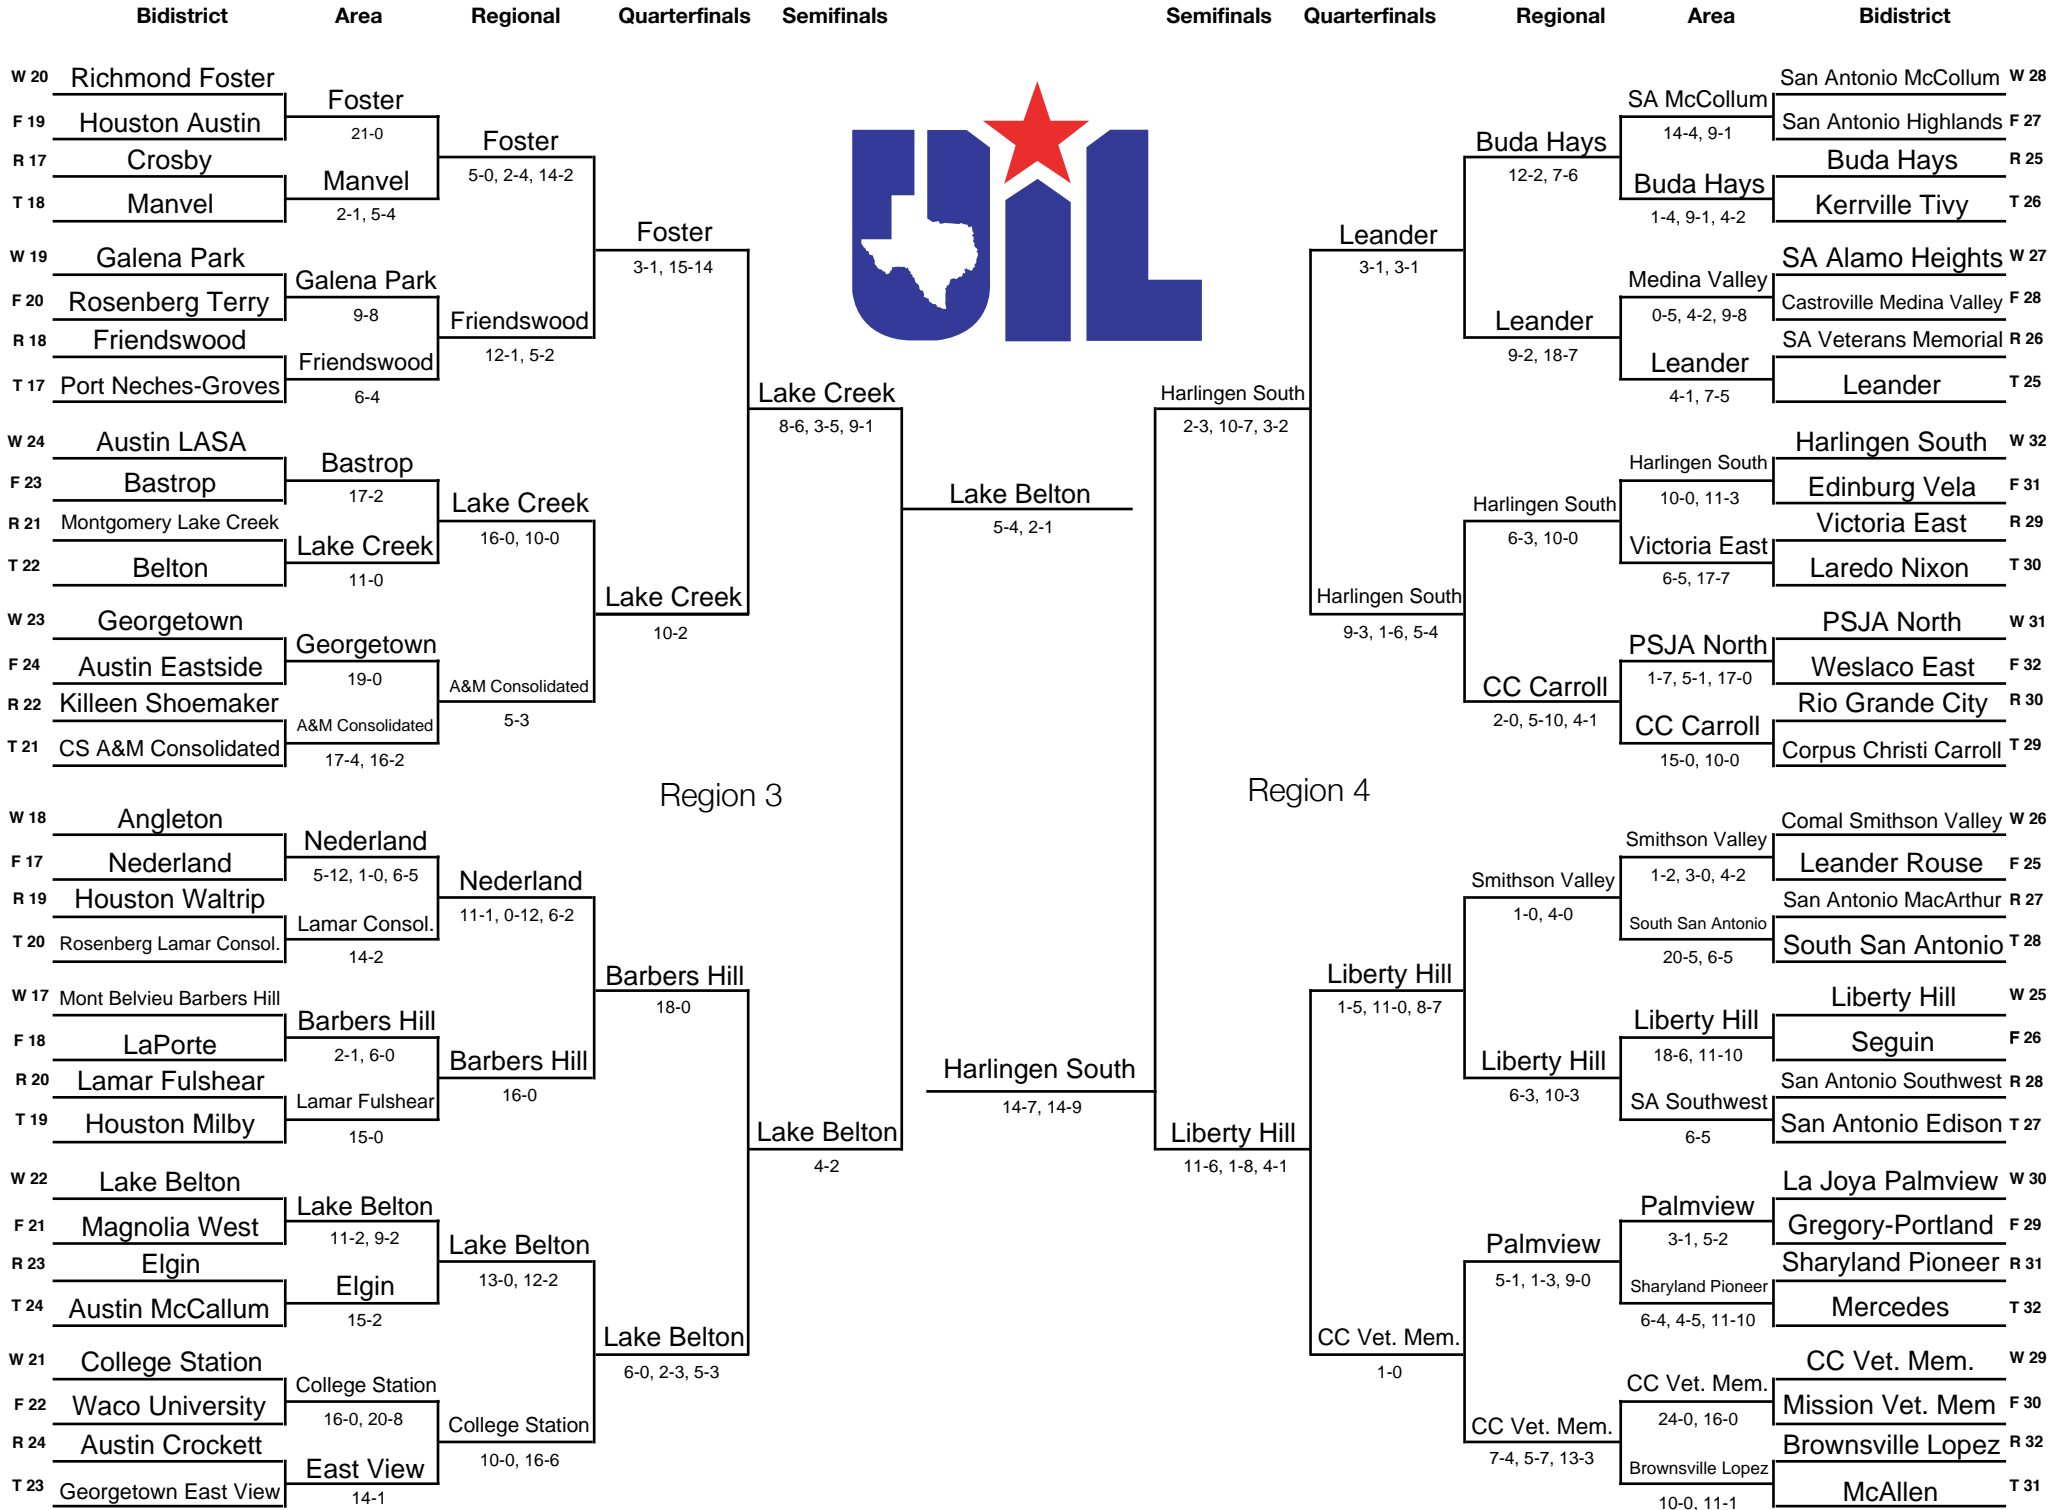 Bidistrict Area Regional Quarterfinals Semifinals Semifinals Quarterfinals Regional Area Bidistrict
W 20 Richmond Foster
Foster
F 19 Houston Austin
21-0
Foster
R 17 Crosby
5-0, 2-4, 14-2
Manvel
T 18 Manvel
2-1, 5-4
Foster
W 19 Galena Park
3-1, 15-14
Galena Park
F 20 Rosenberg Terry
9-8
Friendswood
R 18 Friendswood
12-1, 5-2
Friendswood
T 17 Port Neches-Groves
6-4
Lake Creek
8-6, 3-5, 9-1
W 24 Austin LASA
Bastrop
F 23 Bastrop
17-2
Lake Creek
R 21 Montgomery Lake Creek
16-0, 10-0
Lake Creek
T 22 Belton
11-0
Lake Creek
10-2
W 23 Georgetown
Georgetown
F 24 Austin Eastside
19-0
A&M Consolidated
R 22 Killeen Shoemaker
5-3
A&M Consolidated
T 21 CS A&M Consolidated
17-4, 16-2
Region 3
Lake Belton
5-4, 2-1
W 18 Angleton
Nederland
F 17 Nederland
5-12, 1-0, 6-5
Nederland
R 19 Houston Waltrip
11-1, 0-12, 6-2
Lamar Consol.
T 20 Rosenberg Lamar Consol.
14-2
Barbers Hill
18-0
W 17 Mont Belvieu Barbers Hill
Barbers Hill
F 18 LaPorte
2-1, 6-0
Barbers Hill
R 20 Lamar Fulshear
16-0
Lamar Fulshear
T 19 Houston Milby
15-0
Lake Belton
4-2
W 22 Lake Belton
Lake Belton
F 21 Magnolia West
11-2, 9-2
Lake Belton
R 23 Elgin
13-0, 12-2
Elgin
T 24 Austin McCallum
15-2
Lake Belton
6-0, 2-3, 5-3
W 21 College Station
College Station
F 22 Waco University
16-0, 20-8
College Station
R 24 Austin Crockett
10-0, 16-6
East View
T 23 Georgetown East View
14-1
UIL
San Antonio McCollum W 28
SA McCollum
San Antonio Highlands F 27
14-4, 9-1
Buda Hays
Buda Hays R 25
12-2, 7-6
Buda Hays
Kerrville Tivy T 26
1-4, 9-1, 4-2
Leander
SA Alamo Heights W 27
3-1, 3-1
Medina Valley
Castroville Medina Valley F 28
0-5, 4-2, 9-8
Leander
SA Veterans Memorial R 26
9-2, 18-7
Leander
Leander T 25
4-1, 7-5
Harlingen South
2-3, 10-7, 3-2
Harlingen South W 32
Harlingen South
Edinburg Vela F 31
10-0, 11-3
Harlingen South
Victoria East R 29
6-3, 10-0
Victoria East
Laredo Nixon T 30
6-5, 17-7
Harlingen South
9-3, 1-6, 5-4
PSJA North W 31
PSJA North
Weslaco East F 32
1-7, 5-1, 17-0
CC Carroll
Rio Grande City R 30
2-0, 5-10, 4-1
CC Carroll
Corpus Christi Carroll T 29
15-0, 10-0
Region 4
Harlingen South
14-7, 14-9
Comal Smithson Valley W 26
Smithson Valley
Leander Rouse F 25
1-2, 3-0, 4-2
Smithson Valley
San Antonio MacArthur R 27
1-0, 4-0
South San Antonio
South San Antonio T 28
20-5, 6-5
Liberty Hill
1-5, 11-0, 8-7
Liberty Hill W 25
Liberty Hill
Seguin F 26
18-6, 11-10
Liberty Hill
San Antonio Southwest R 28
6-3, 10-3
SA Southwest
San Antonio Edison T 27
6-5
Liberty Hill
11-6, 1-8, 4-1
La Joya Palmview W 30
Palmview
Gregory-Portland F 29
3-1, 5-2
Palmview
Sharyland Pioneer R 31
5-1, 1-3, 9-0
Sharyland Pioneer
Mercedes T 32
6-4, 4-5, 11-10
CC Vet. Mem.
1-0
CC Vet. Mem. W 29
CC Vet. Mem.
Mission Vet. Mem F 30
24-0, 16-0
CC Vet. Mem.
Brownsville Lopez R 32
7-4, 5-7, 13-3
Brownsville Lopez
McAllen T 31
10-0, 11-1